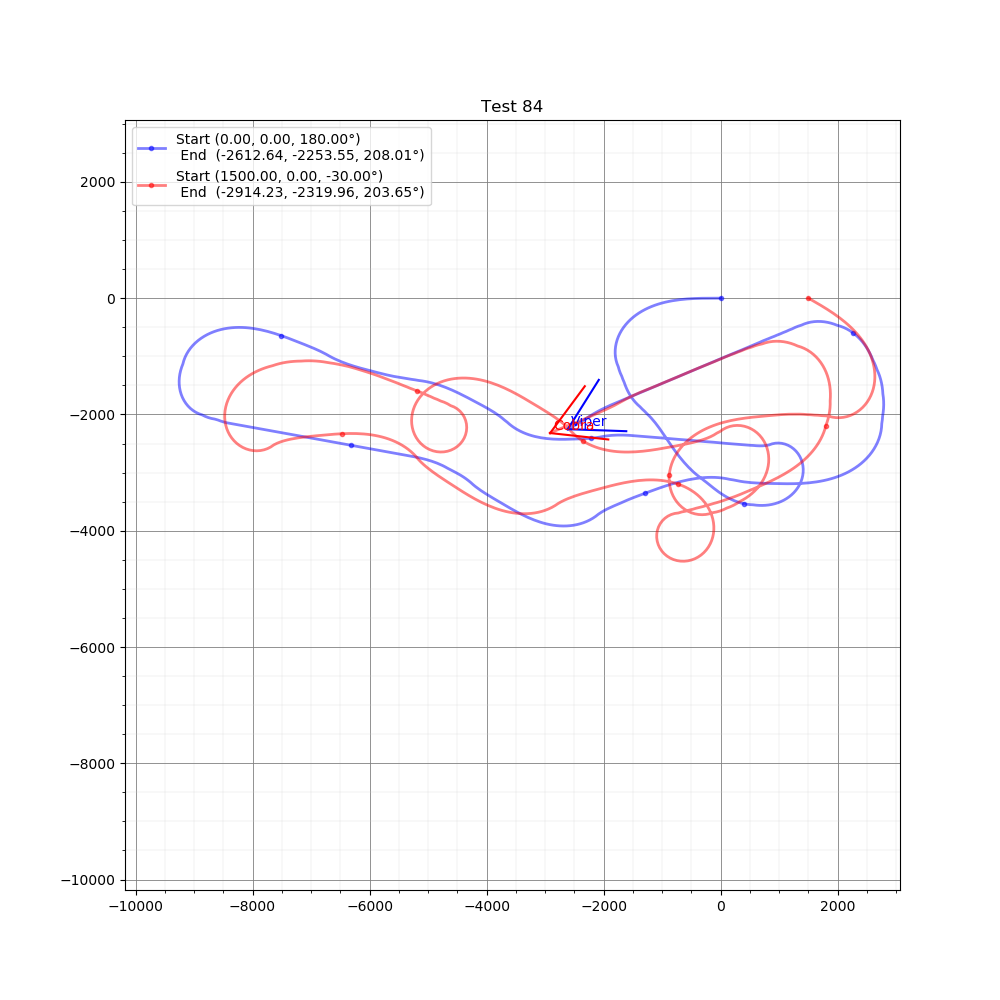 Test 84
Start (0.00, 0.00, 180.00°)
End (-2612.64, -2253.55, 208.01°)
Start (1500.00, 0.00, -30.00°)
End (-2914.23, -2319.96, 203.65°)
2000
0
−2000
−4000
−6000
−8000
−10000
Viper
−10000 −8000 −6000 −4000 −2000 0 2000